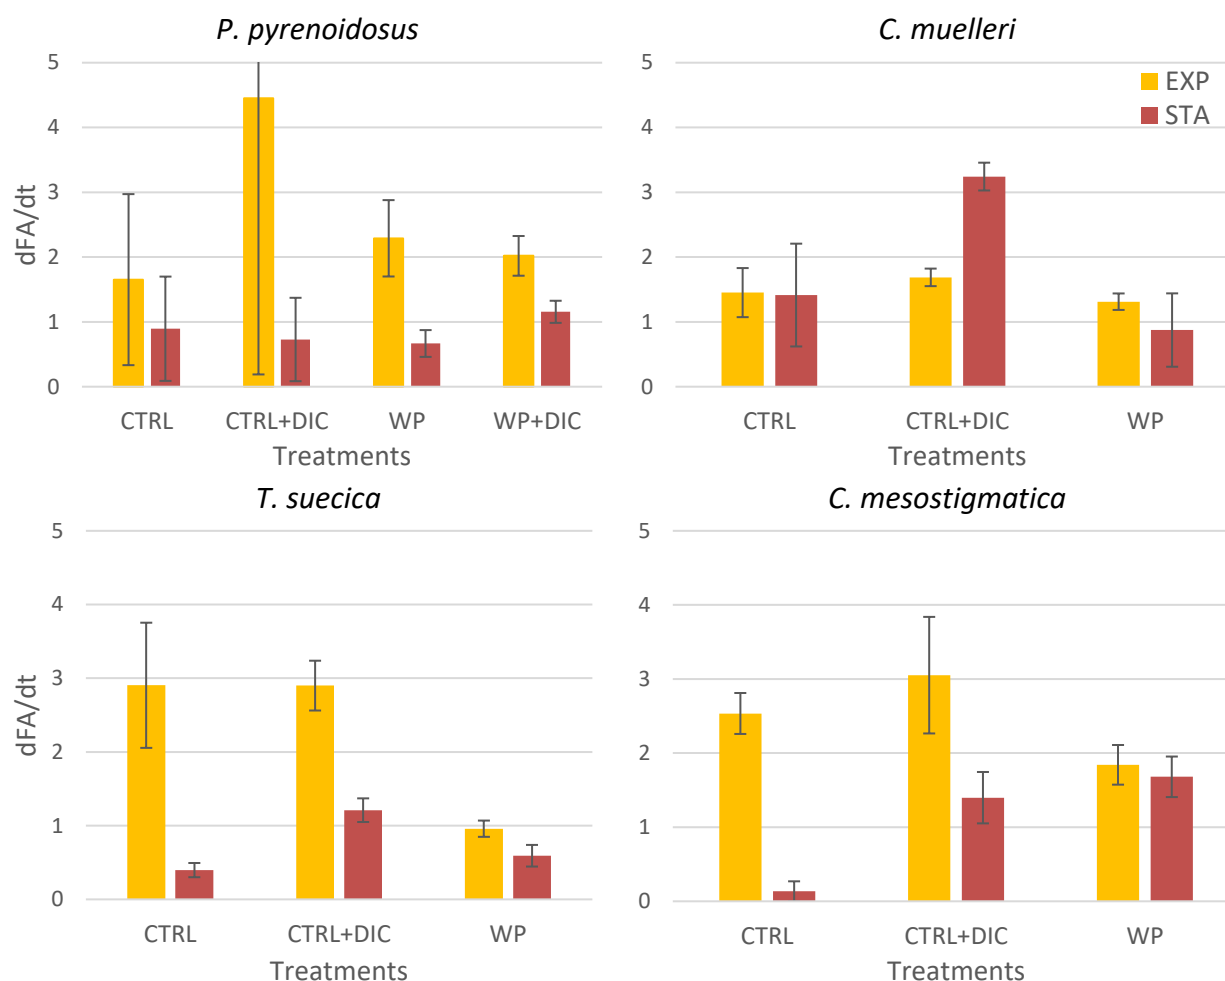 P. pyrenoidosus
5
4
3
2
1
0
dFA/dt
CTRL CTRL+DIC WP WP+DIC
Treatments
C. muelleri
EXP
STA
5
4
3
2
1
0
CTRL CTRL+DIC WP
Treatments
T. suecica
5
4
3
2
1
0
dFA/dt
CTRL CTRL+DIC WP
Treatments
C. mesostigmatica
5
4
3
2
1
0
CTRL CTRL+DIC WP
Treatments